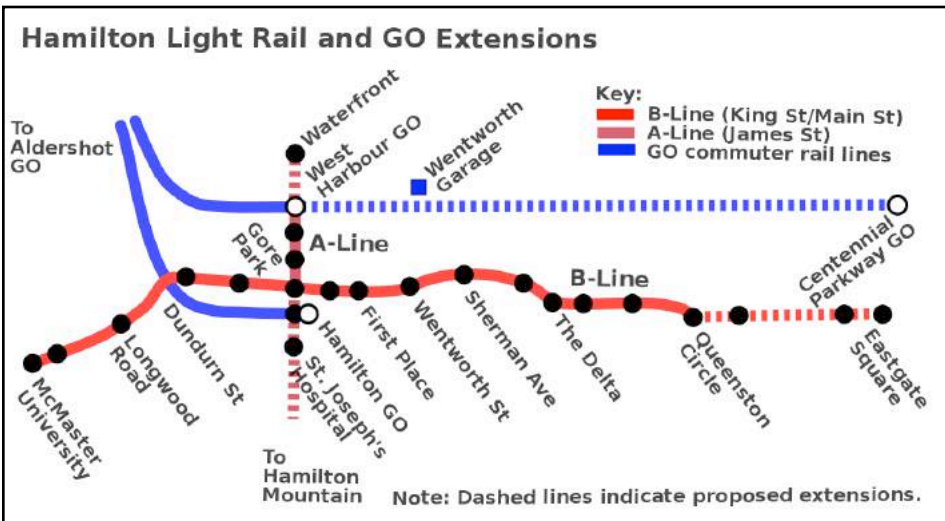 Hamilton Light Rail and GO Extensions
Key:
B-Line (King St/Main St)
A-Line (James St)
GO commuter rail lines
To
Aldershot
GO
Waterfront
West
Harbour GO
Wentworth
Garage
Gore
Park
A-Line
B-Line
Centennial
Parkway GO
McMaster
University
Longwood
Road
Dundurn St
St. Joseph's
Hospital
Hamilton GO
First Place
Wentworth St
Sherman Ave
The Delta
Queenston
Circle
Eastgate
Square
To
Hamilton
Mountain
Note: Dashed lines indicate proposed extensions.